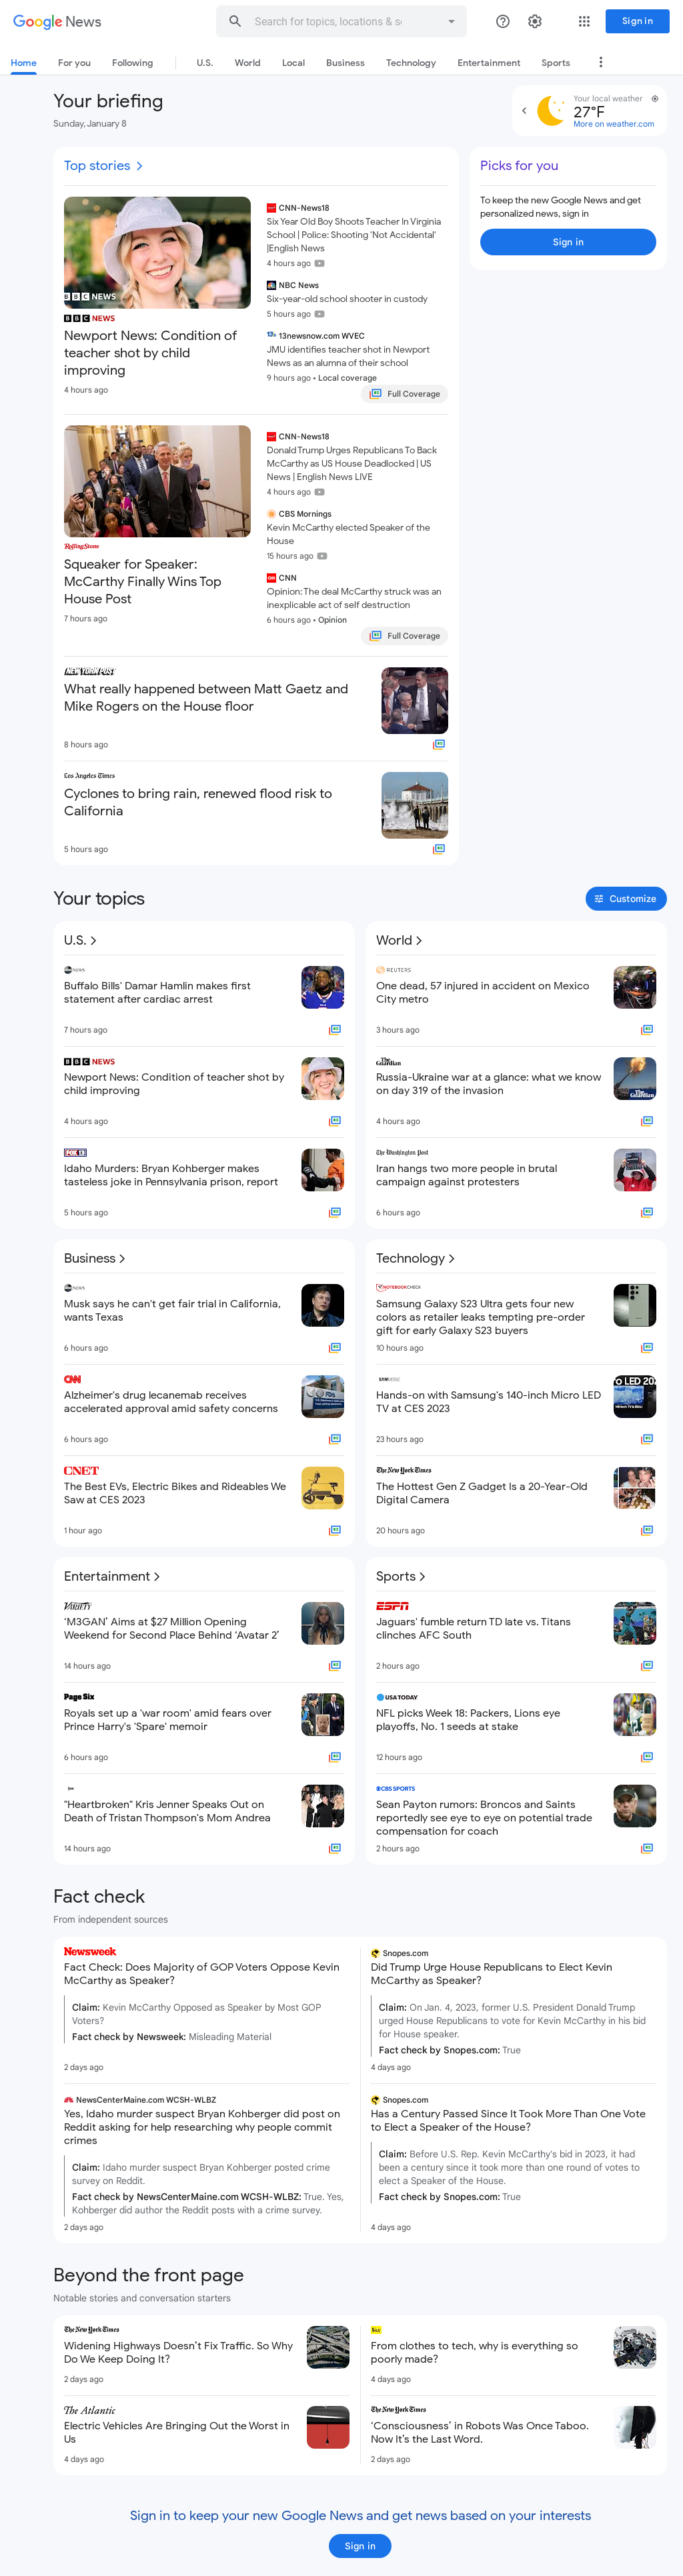 Google News
Search for topics, locations & s
Sign in
Home
For you
Following
U.S.
World
Local
Business
Technology
Entertainment
Sports
Your briefing
Sunday, January 8
Your local weather
27°F
More on weather.com
Top stories
BBC NEWS
BBC NEWS
Newport News: Condition of
teacher shot by child
improving
4 hours ago
CNN-News18
Six Year Old Boy Shoots Teacher In Virginia
School | Police: Shooting 'Not Accidental'
|English News
4 hours ago
NBC News
Six-year-old school shooter in custody
5 hours ago
13newsnow.com WVEC
JMU identifies teacher shot in Newport
News as an alumna of their school
9 hours ago • Local coverage
Full Coverage
Picks for you
To keep the new Google News and get
personalized news, sign in
Sign in
RollingStone
Squeaker for Speaker:
McCarthy Finally Wins Top
House Post
7 hours ago
CNN-News18
Donald Trump Urges Republicans To Back
McCarthy as US House Deadlocked | US
News | English News LIVE
4 hours ago
CBS Mornings
Kevin McCarthy elected Speaker of the
House
15 hours ago
CNN
Opinion: The deal McCarthy struck was an
inexplicable act of self destruction
6 hours ago • Opinion
Full Coverage
NEW YORK POST
What really happened between Matt Gaetz and
Mike Rogers on the House floor
8 hours ago
Los Angeles Times
Cyclones to bring rain, renewed flood risk to
California
5 hours ago
Your topics
Customize
U.S.
NEWS
Buffalo Bills' Damar Hamlin makes first
statement after cardiac arrest
7 hours ago
BBC NEWS
Newport News: Condition of teacher shot by
child improving
4 hours ago
FOX
Idaho Murders: Bryan Kohberger makes
tasteless joke in Pennsylvania prison, report
5 hours ago
World
REUTERS
One dead, 57 injured in accident on Mexico
City metro
3 hours ago
The Guardian
Russia-Ukraine war at a glance: what we know
on day 319 of the invasion
The Guardian
4 hours ago
The Washington Post
Iran hangs two more people in brutal
campaign against protesters
6 hours ago
Business
NEWS
Musk says he can't get fair trial in California,
wants Texas
6 hours ago
CNN
Alzheimer's drug lecanemab receives
accelerated approval amid safety concerns
6 hours ago
CNET
The Best EVs, Electric Bikes and Rideables We
Saw at CES 2023
1 hour ago
Technology
NOTEBOOKCHECK
Samsung Galaxy S23 Ultra gets four new
colors as retailer leaks tempting pre-order
gift for early Galaxy S23 buyers
10 hours ago
Hands-on with Samsung's 140-inch Micro LED
TV at CES 2023
23 hours ago
The New York Times
The Hottest Gen Z Gadget Is a 20-Year-Old
Digital Camera
20 hours ago
Entertainment
VARIETY
‘M3GAN’ Aims at $27 Million Opening
Weekend for Second Place Behind ‘Avatar 2’
14 hours ago
Page Six
Royals set up a 'war room' amid fears over
Prince Harry's 'Spare' memoir
6 hours ago
"Heartbroken" Kris Jenner Speaks Out on
Death of Tristan Thompson's Mom Andrea
14 hours ago
Sports
ESPN
Jaguars' fumble return TD late vs. Titans
clinches AFC South
2 hours ago
USA TODAY
NFL picks Week 18: Packers, Lions eye
playoffs, No. 1 seeds at stake
12 hours ago
CBS SPORTS
Sean Payton rumors: Broncos and Saints
reportedly see eye to eye on potential trade
compensation for coach
2 hours ago
Fact check
From independent sources
Newsweek
Fact Check: Does Majority of GOP Voters Oppose Kevin
McCarthy as Speaker?
Claim: Kevin McCarthy Opposed as Speaker by Most GOP
Voters?
Fact check by Newsweek: Misleading Material
2 days ago
Snopes.com
Did Trump Urge House Republicans to Elect Kevin
McCarthy as Speaker?
Claim: On Jan. 4, 2023, former U.S. President Donald Trump
urged House Republicans to vote for Kevin McCarthy in his bid
for House speaker.
Fact check by Snopes.com: True
4 days ago
NewsCenterMaine.com WCSH-WLBZ
Yes, Idaho murder suspect Bryan Kohberger did post on
Reddit asking for help researching why people commit
crimes
Claim: Idaho murder suspect Bryan Kohberger posted crime
survey on Reddit.
Fact check by NewsCenterMaine.com WCSH-WLBZ: True. Yes,
Kohberger did author the Reddit posts with a crime survey.
2 days ago
Snopes.com
Has a Century Passed Since It Took More Than One Vote
to Elect a Speaker of the House?
Claim: Before U.S. Rep. Kevin McCarthy's bid in 2023, it had
been a century since it took more than one round of votes to
elect a Speaker of the House.
Fact check by Snopes.com: True
4 days ago
Beyond the front page
Notable stories and conversation starters
The New York Times
Widening Highways Doesn’t Fix Traffic. So Why
Do We Keep Doing It?
2 days ago
Vox
From clothes to tech, why is everything so
poorly made?
4 days ago
The Atlantic
Electric Vehicles Are Bringing Out the Worst in
Us
4 days ago
The New York Times
‘Consciousness’ in Robots Was Once Taboo.
Now It’s the Last Word.
2 days ago
Sign in to keep your new Google News and get news based on your interests
Sign in